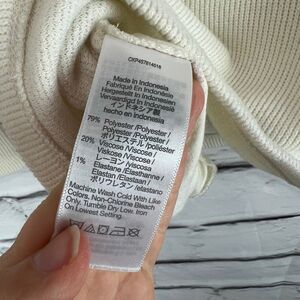 CXP457814018
Made In Indonesia
Fabriqué en Indonésie
Hergestellt In Indonesien
Vervaardigd In Indonesië
インドネシア製
hecho en indonesia
79% Polyester/Polyester/
Polyester/Polyester/
ポリエステル/poliéster
20% Viscose/Viscose/
Viskose/Viscose/
レーヨン/viscosa
1% Elastane/Elasthanne/
Elastan/Elastaan/
ポリウレタン/elastano
Machine Wash Cold With Like
Colors. Non-Chlorine Bleach
Only. Tumble Dry Low. Iron
On Lowest Setting.